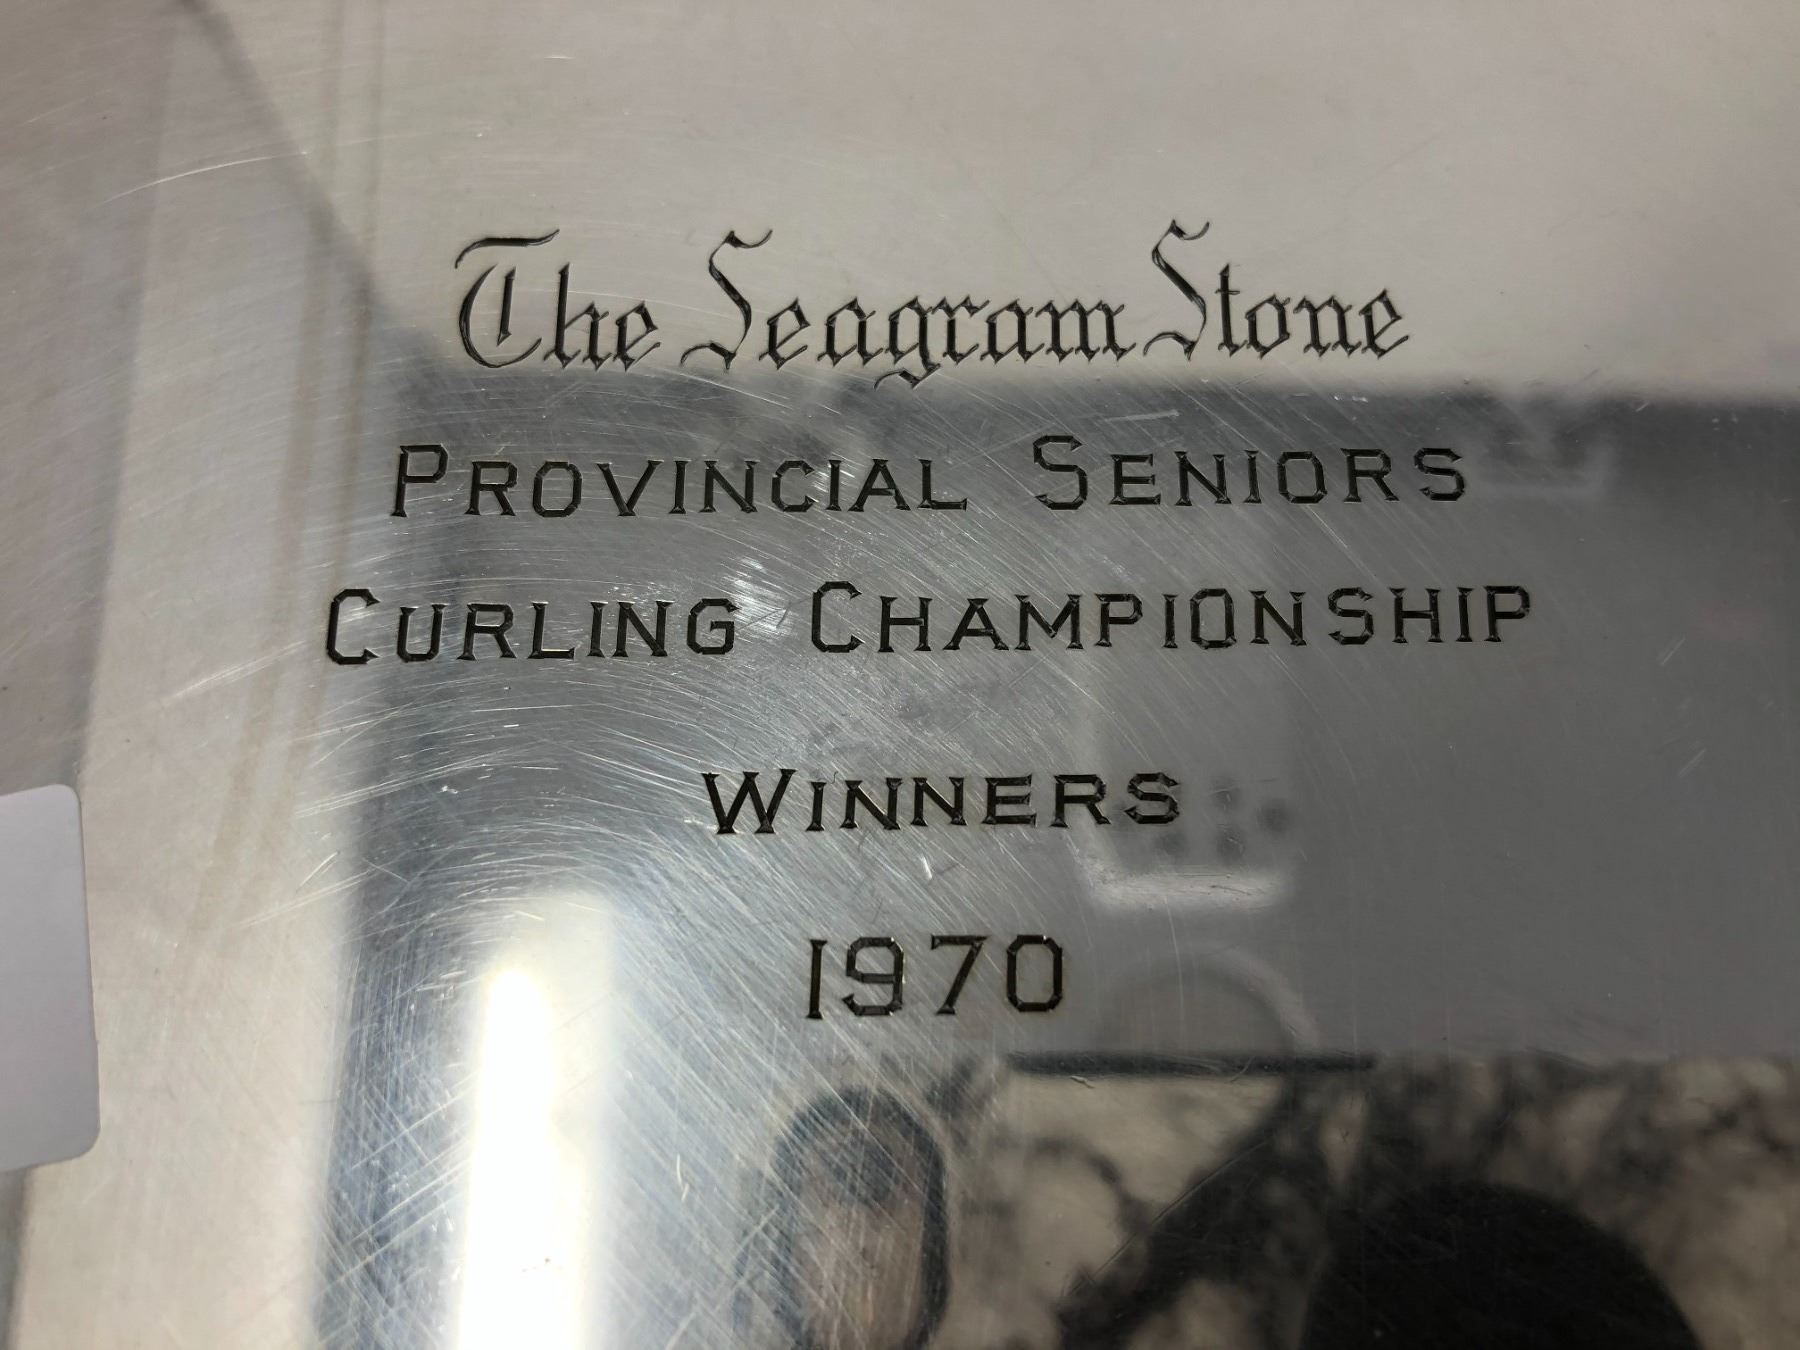 The Seagram Stone
PROVINCIAL SENIORS
CURLING CHAMPIONSHIP
WINNERS
1970